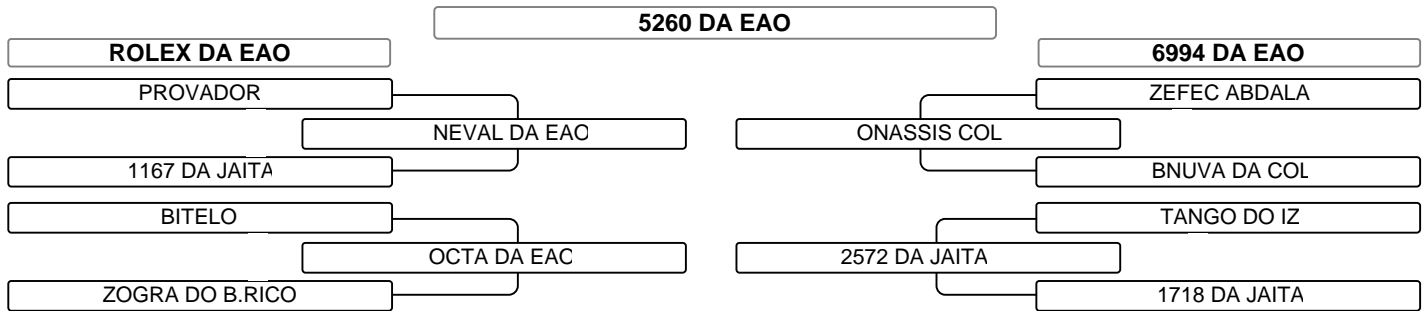 5260 DA EAO
ROLEX DA EAO
6994 DA EAO
PROVADOR
ZEFEC ABDALA
NEVAL DA EAO
ONASSIS COL
1167 DA JAITA
BNUVA DA COL
BITELO
TANGO DO IZ
OCTA DA EAO
2572 DA JAITA
ZOGRA DO B.RICO
1718 DA JAITA